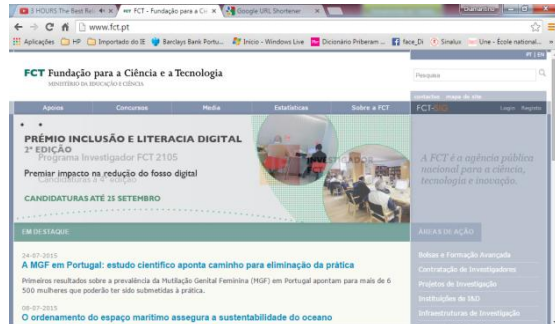 3 HOURS The Best Rel
FCT - Fundação para a Ciê
Google URL Shortener
www.fct.pt
Aplicações
HP
Importado do IE
Barclays Bank Portu...
Inicio - Windows Live
Dicionário Priberam ...
face_Di
Sinalux
Une - École national...
PT | EN
FCT Fundação para a Ciência e a Tecnologia
MINISTÉRIO DA EDUCAÇÃO E CIÊNCIA
Pesquisa
contactos mapa do site
Apoios
Concursos
Media
Estatísticas
Sobre a FCT
FCT-SIG
Login
Registo
PRÉMIO INCLUSÃO E LITERACIA DIGITAL
2ª EDIÇÃO
Programa Investigador FCT 2105
Premiar impacto na redução do fosso digital
Candidaturas a 4ª edição
CANDIDATURAS ATÉ 25 SETEMBRO
INVESTIGADOR
A FCT é a agência pública
nacional para a ciência,
tecnologia e inovação.
EM DESTAQUE
ÁREAS DE AÇÃO
24-07-2015
A MGF em Portugal: estudo científico aponta caminho para eliminação da prática
Primeiros resultados sobre a prevalência da Mutilação Genital Feminina (MGF) em Portugal apontam para mais de 6
500 mulheres que poderão ter sido submetidas à prática.
09-07-2015
O ordenamento do espaço marítimo assegura a sustentabilidade do oceano
Bolsas e Formação Avançada
Contratação de Investigadores
Projetos de Investigação
Instituições de I&D
Infraestruturas de Investigação